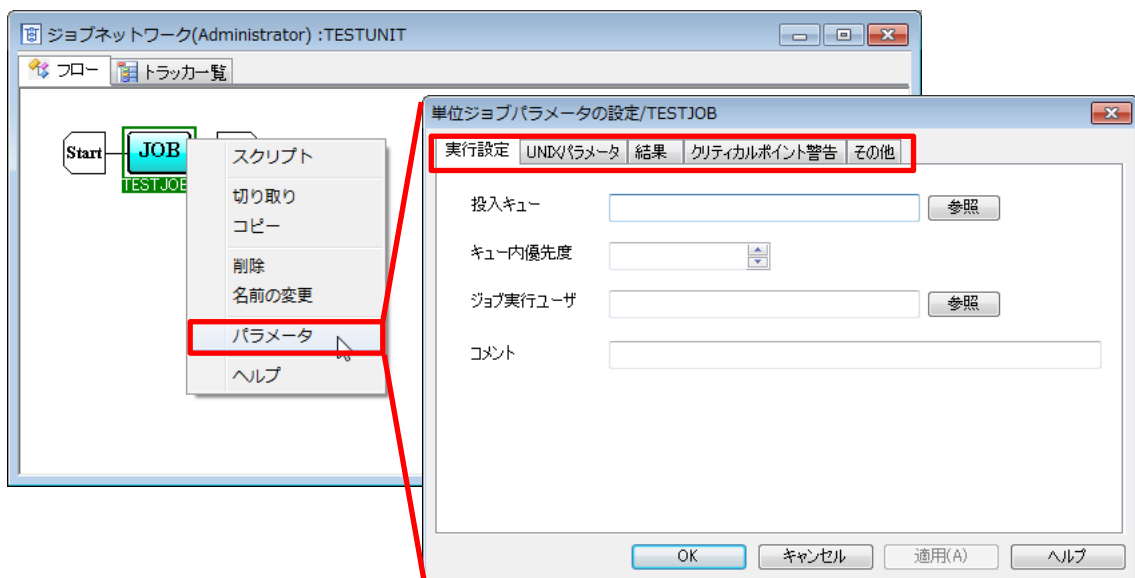 ジョブネットワーク(Administrator) :TESTUNIT
フロー トラッカ一覧
Start JOB
TESTJOB
スクリプト
切り取り
コピー
削除
名前の変更
パラメータ
ヘルプ
単位ジョブパラメータの設定/TESTJOB
実行設定 UNIXパラメータ 結果 クリティカルポイント警告 その他
投入キュー 参照
キュー内優先度
ジョブ実行ユーザ 参照
コメント
OK キャンセル 適用(A) ヘルプ